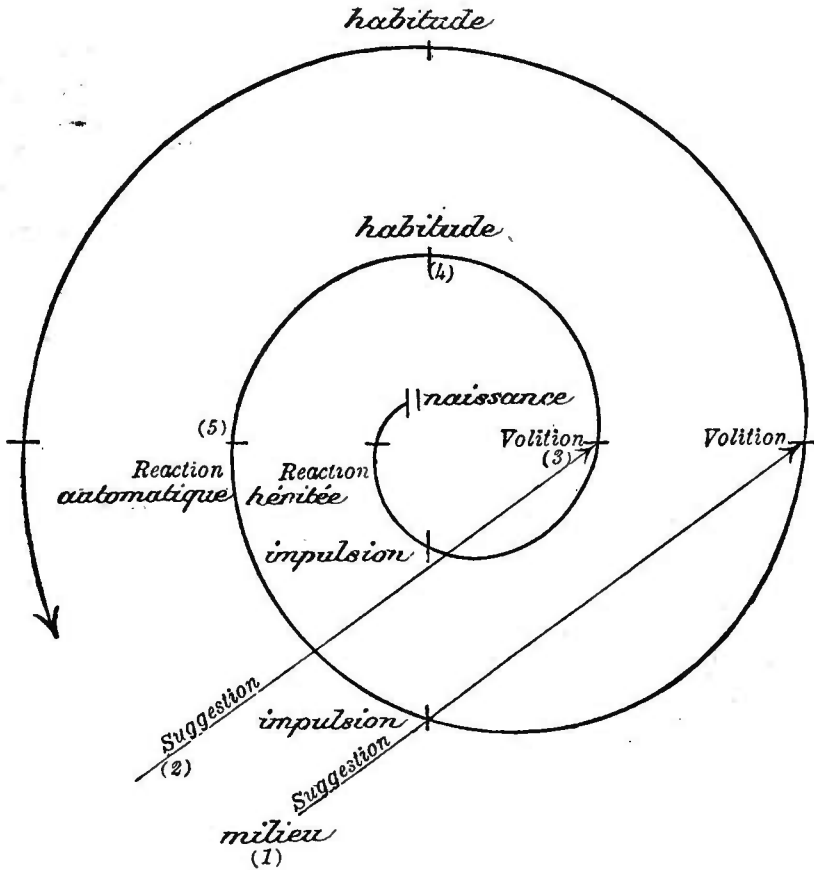 habitude
habitude
(4)
naissance
(5)
Volition
(3)
Volition
Reaction
automatique
Reaction
héritée
impulsion
Suggestion
(2)
impulsion
Suggestion
milieu
(1)